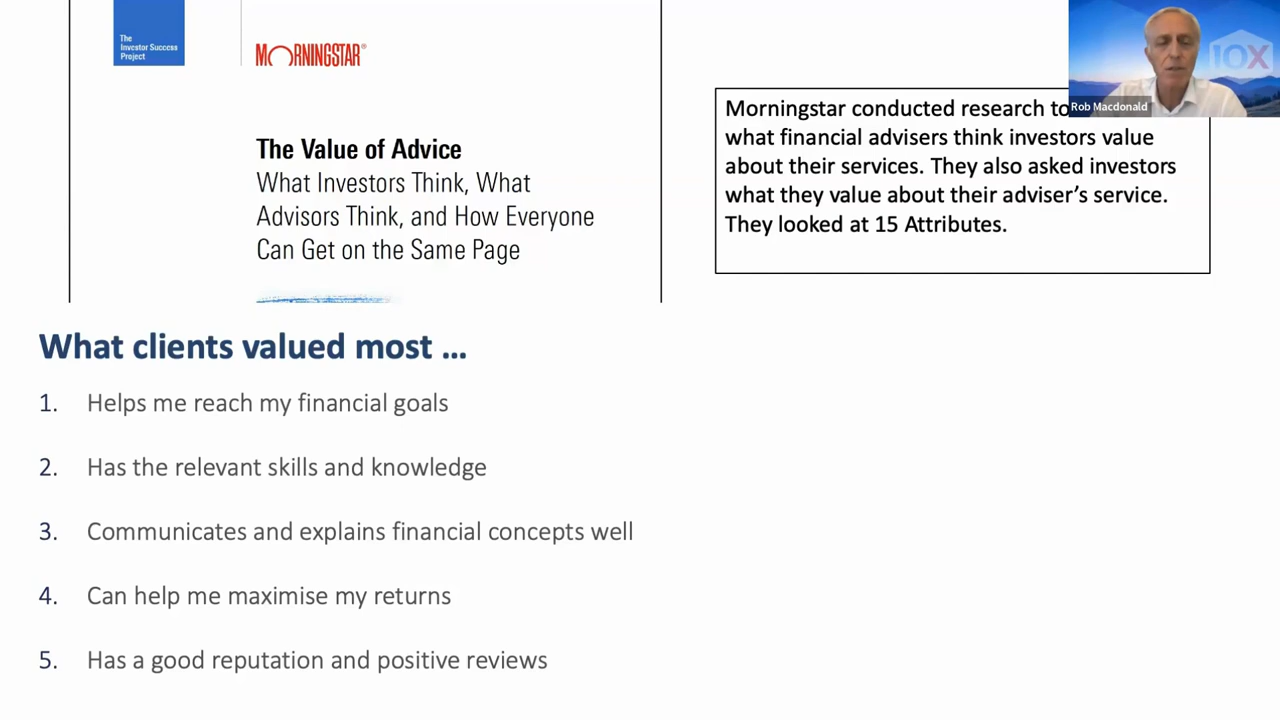 The
Investor Success
Project
MORNINGSTAR®
The Value of Advice
What Investors Think, What
Advisors Think, and How Everyone
Can Get on the Same Page
10X
Rob Macdonald
Morningstar conducted research to
what financial advisers think investors value
about their services. They also asked investors
what they value about their adviser’s service.
They looked at 15 Attributes.
What clients valued most ...
1. Helps me reach my financial goals
2. Has the relevant skills and knowledge
3. Communicates and explains financial concepts well
4. Can help me maximise my returns
5. Has a good reputation and positive reviews